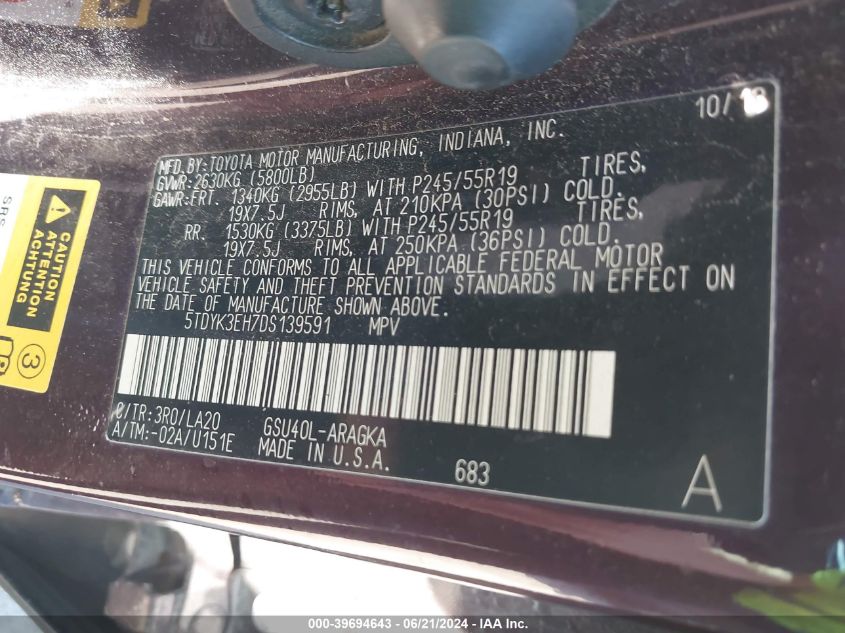 10/
MFD.BY:TOYOTA MOTOR MANUFACTURING, INDIANA, INC.
GVWR:2630KG (5800LB)
GAWR:FRT. 1340KG (2955LB) WITH P245/55R19 TIRES,
19X7.5J RIMS, AT 210KPA (30PSI) COLD.
RR. 1530KG (3375LB) WITH P245/55R19 TIRES,
19X7.5J RIMS, AT 250KPA (36PSI) COLD.
THIS VEHICLE CONFORMS TO ALL APPLICABLE FEDERAL MOTOR
VEHICLE SAFETY AND THEFT PREVENTION STANDARDS IN EFFECT ON
THE DATE OF MANUFACTURE SHOWN ABOVE.
5TDYK3EH7DS139591 MPV
C/TR:3R0/LA20 GSU40L-ARAGKA
A/TM:-02A/U151E MADE IN U.S.A.
683
A
SRS
CAUTION
ATTENTION
ACHTUNG
3
000-39694643 - 06/21/2024 - IAA Inc.